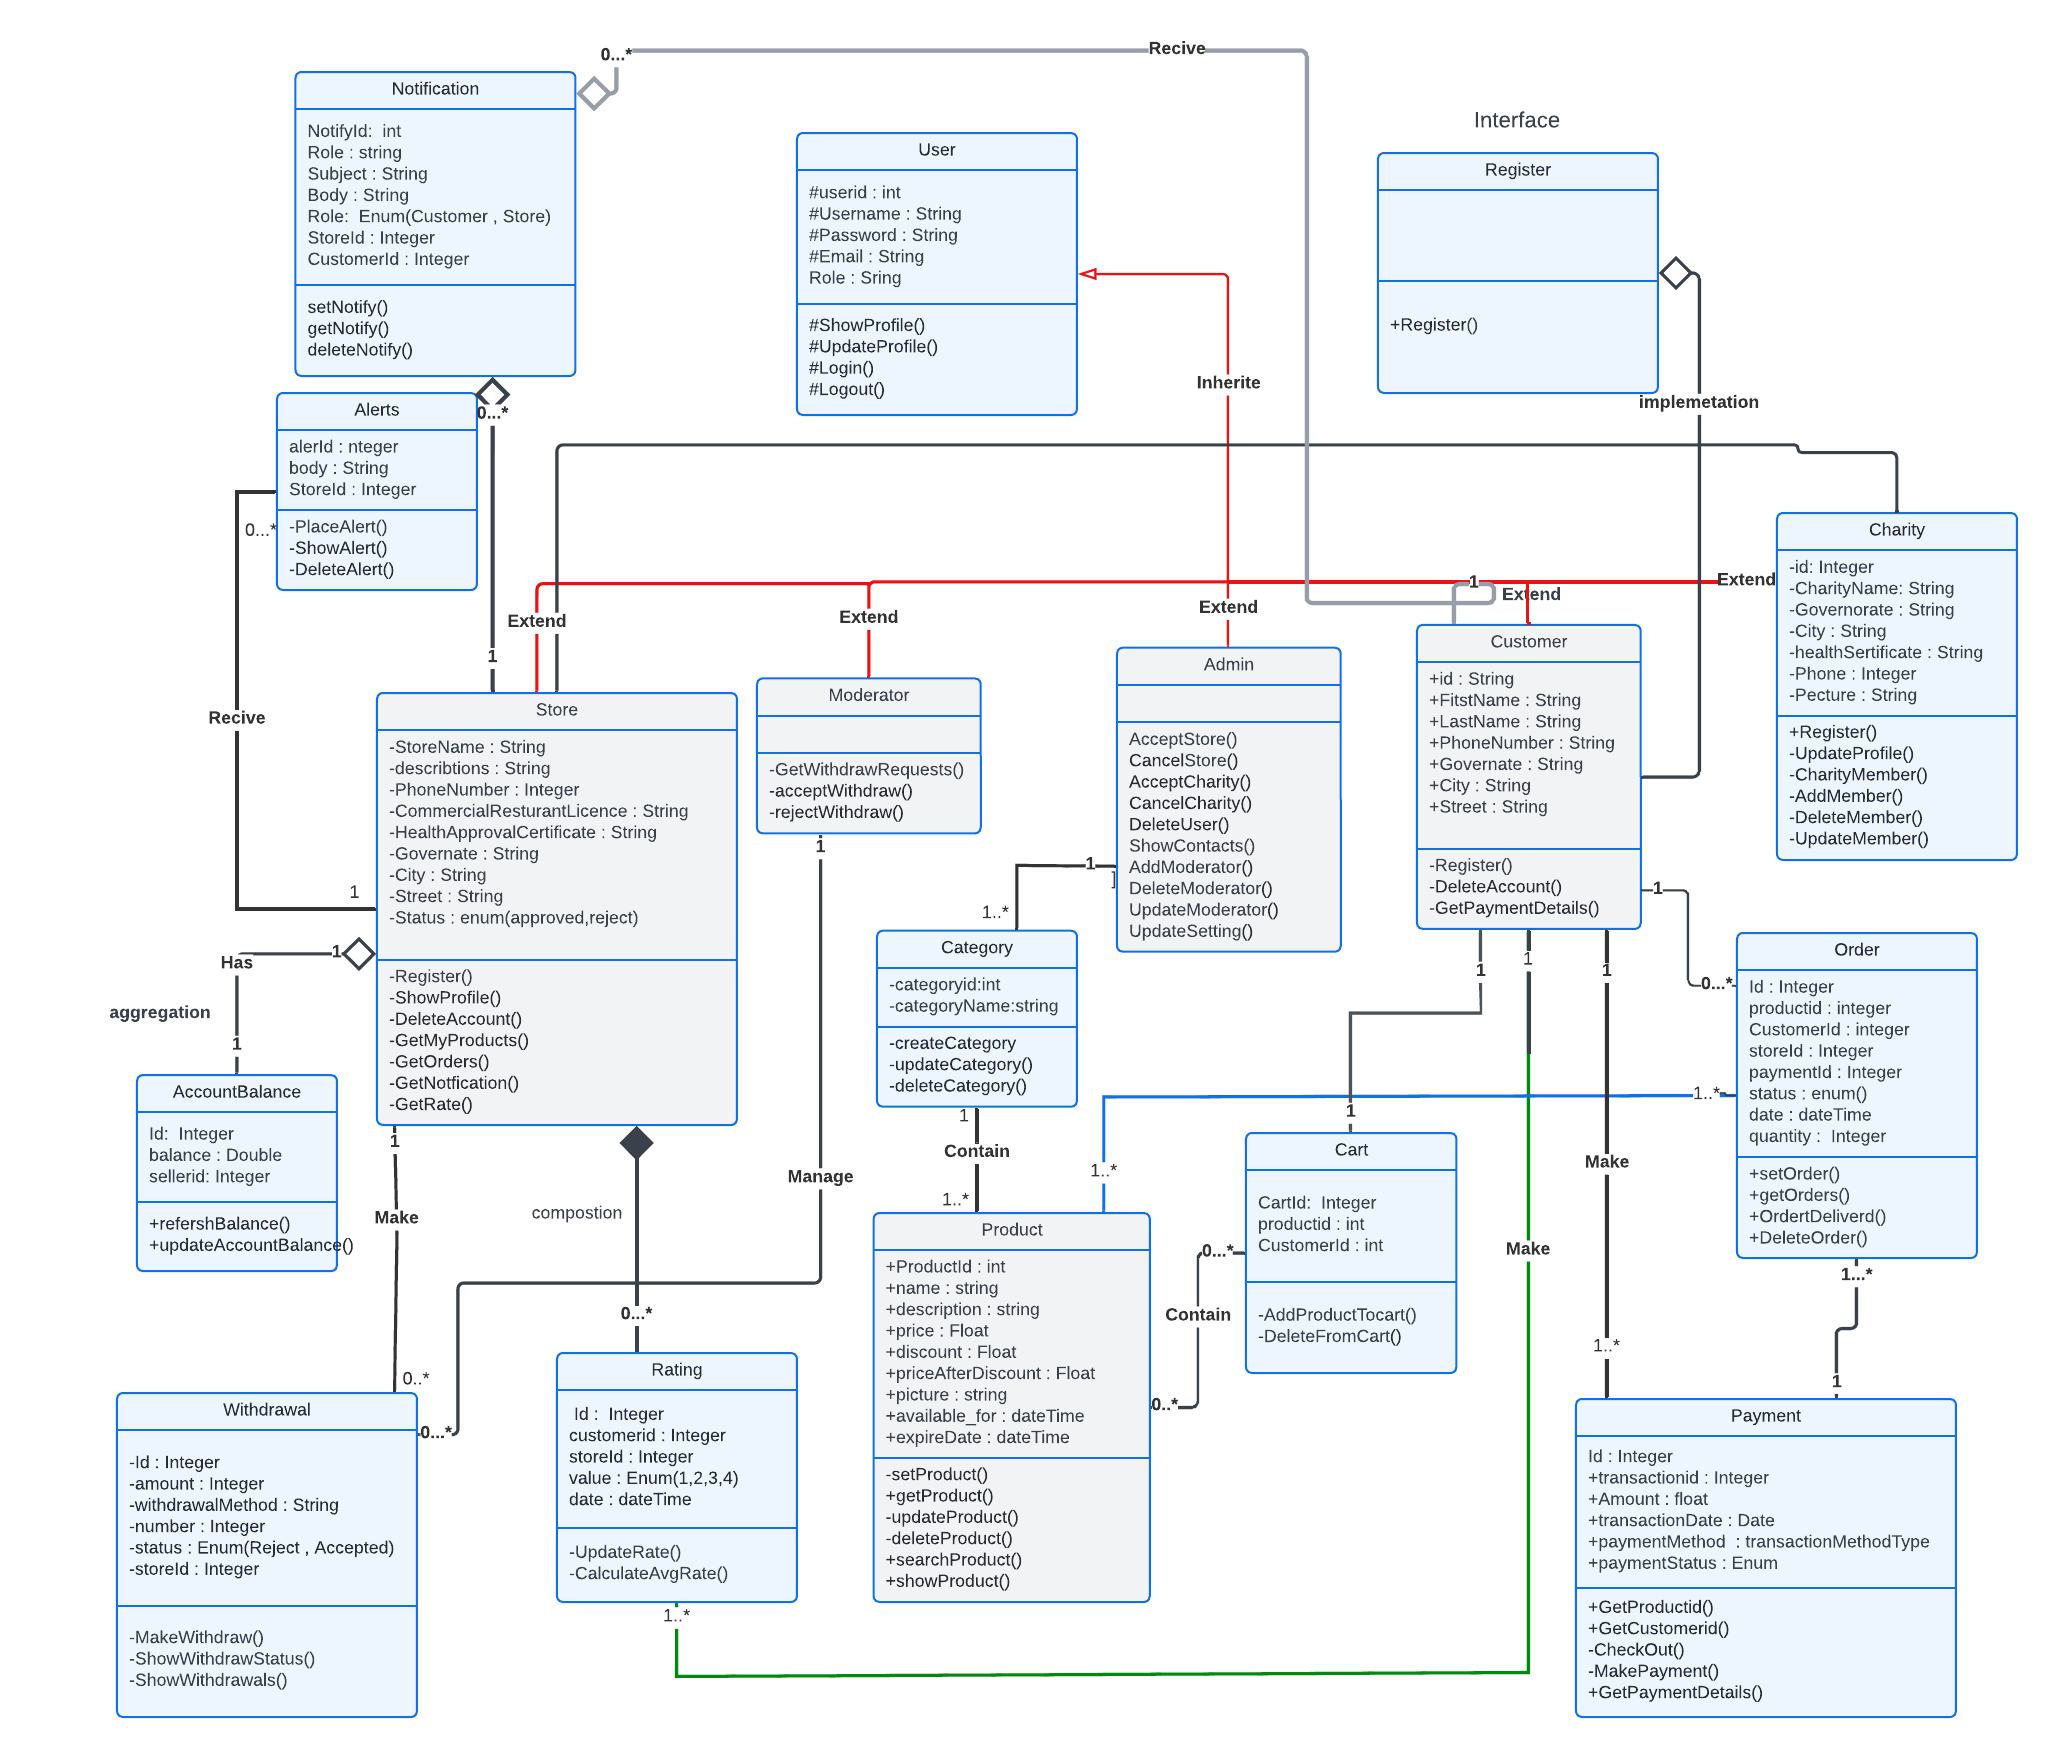 0...*
Recive
Notification
NotifyId:  int
Role : string
Subject : String
Body : String
Role:  Enum(Customer , Store)
StoreId : Integer
CustomerId : Integer
setNotify()
getNotify()
deleteNotify()
User
#userid : int
#Username : String
#Password : String
#Email : String
Role : Sring
#ShowProfile()
#UpdateProfile()
#Login()
#Logout()
Interface
Register
+Register()
implemetation
Inherite
0...*
Alerts
alerId : nteger
body : String
StoreId : Integer
-PlaceAlert()
-ShowAlert()
-DeleteAlert()
0...*
Recive
1
1
Extend
Extend
Extend
1
Extend
Extend
Charity
-id: Integer
-CharityName: String
-Governorate : String
-City : String
-healthSertificate : String
-Phone : Integer
-Pecture : String
+Register()
-UpdateProfile()
-CharityMember()
-AddMember()
-DeleteMember()
-UpdateMember()
Store
-StoreName : String
-describtions : String
-PhoneNumber : Integer
-CommercialResturantLicence : String
-HealthApprovalCertificate : String
-Governate : String
-City : String
-Street : String
-Status : enum(approved,reject)
-Register()
-ShowProfile()
-DeleteAccount()
-GetMyProducts()
-GetOrders()
-GetNotfication()
-GetRate()
Moderator
-GetWithdrawRequests()
-acceptWithdraw()
-rejectWithdraw()
1
Manage
0...*
Admin
AcceptStore()
CancelStore()
AcceptCharity()
CancelCharity()
DeleteUser()
ShowContacts()
AddModerator()
DeleteModerator()
UpdateModerator()
UpdateSetting()
1
]
1..*
Customer
+id : String
+FitstName : String
+LastName : String
+PhoneNumber : String
+Governate : String
+City : String
+Street : String
-Register()
-DeleteAccount()
-GetPaymentDetails()
1
0...*
1
1
1
Category
-categoryid:int
-categoryName:string
-createCategory
-updateCategory()
-deleteCategory()
1
Contain
1..*
Order
Id : Integer
productid : integer
CustomerId : integer
storeId : Integer
paymentId : Integer
status : enum()
date : dateTime
quantity :  Integer
+setOrder()
+getOrders()
+OrdertDeliverd()
+DeleteOrder()
1..*
1..*
1...*
1
1
Has
aggregation
1
AccountBalance
Id:  Integer
balance : Double
sellerid: Integer
+refershBalance()
+updateAccountBalance()
1
Make
0..*
compostion
0...*
1
Cart
CartId:  Integer
productid : int
CustomerId : int
-AddProductTocart()
-DeleteFromCart()
0...*
Contain
0..*
Make
Make
1..*
Product
+ProductId : int
+name : string
+description : string
+price : Float
+discount : Float
+priceAfterDiscount : Float
+picture : string
+available_for : dateTime
+expireDate : dateTime
-setProduct()
+getProduct()
-updateProduct()
-deleteProduct()
+searchProduct()
+showProduct()
Rating
Id :  Integer
customerid : Integer
storeId : Integer
value : Enum(1,2,3,4)
date : dateTime
-UpdateRate()
-CalculateAvgRate()
1..*
Withdrawal
-Id : Integer
-amount : Integer
-withdrawalMethod : String
-number : Integer
-status : Enum(Reject , Accepted)
-storeId : Integer
-MakeWithdraw()
-ShowWithdrawStatus()
-ShowWithdrawals()
Payment
Id : Integer
+transactionid : Integer
+Amount : float
+transactionDate : Date
+paymentMethod  : transactionMethodType
+paymentStatus : Enum
+GetProductid()
+GetCustomerid()
-CheckOut()
-MakePayment()
+GetPaymentDetails()